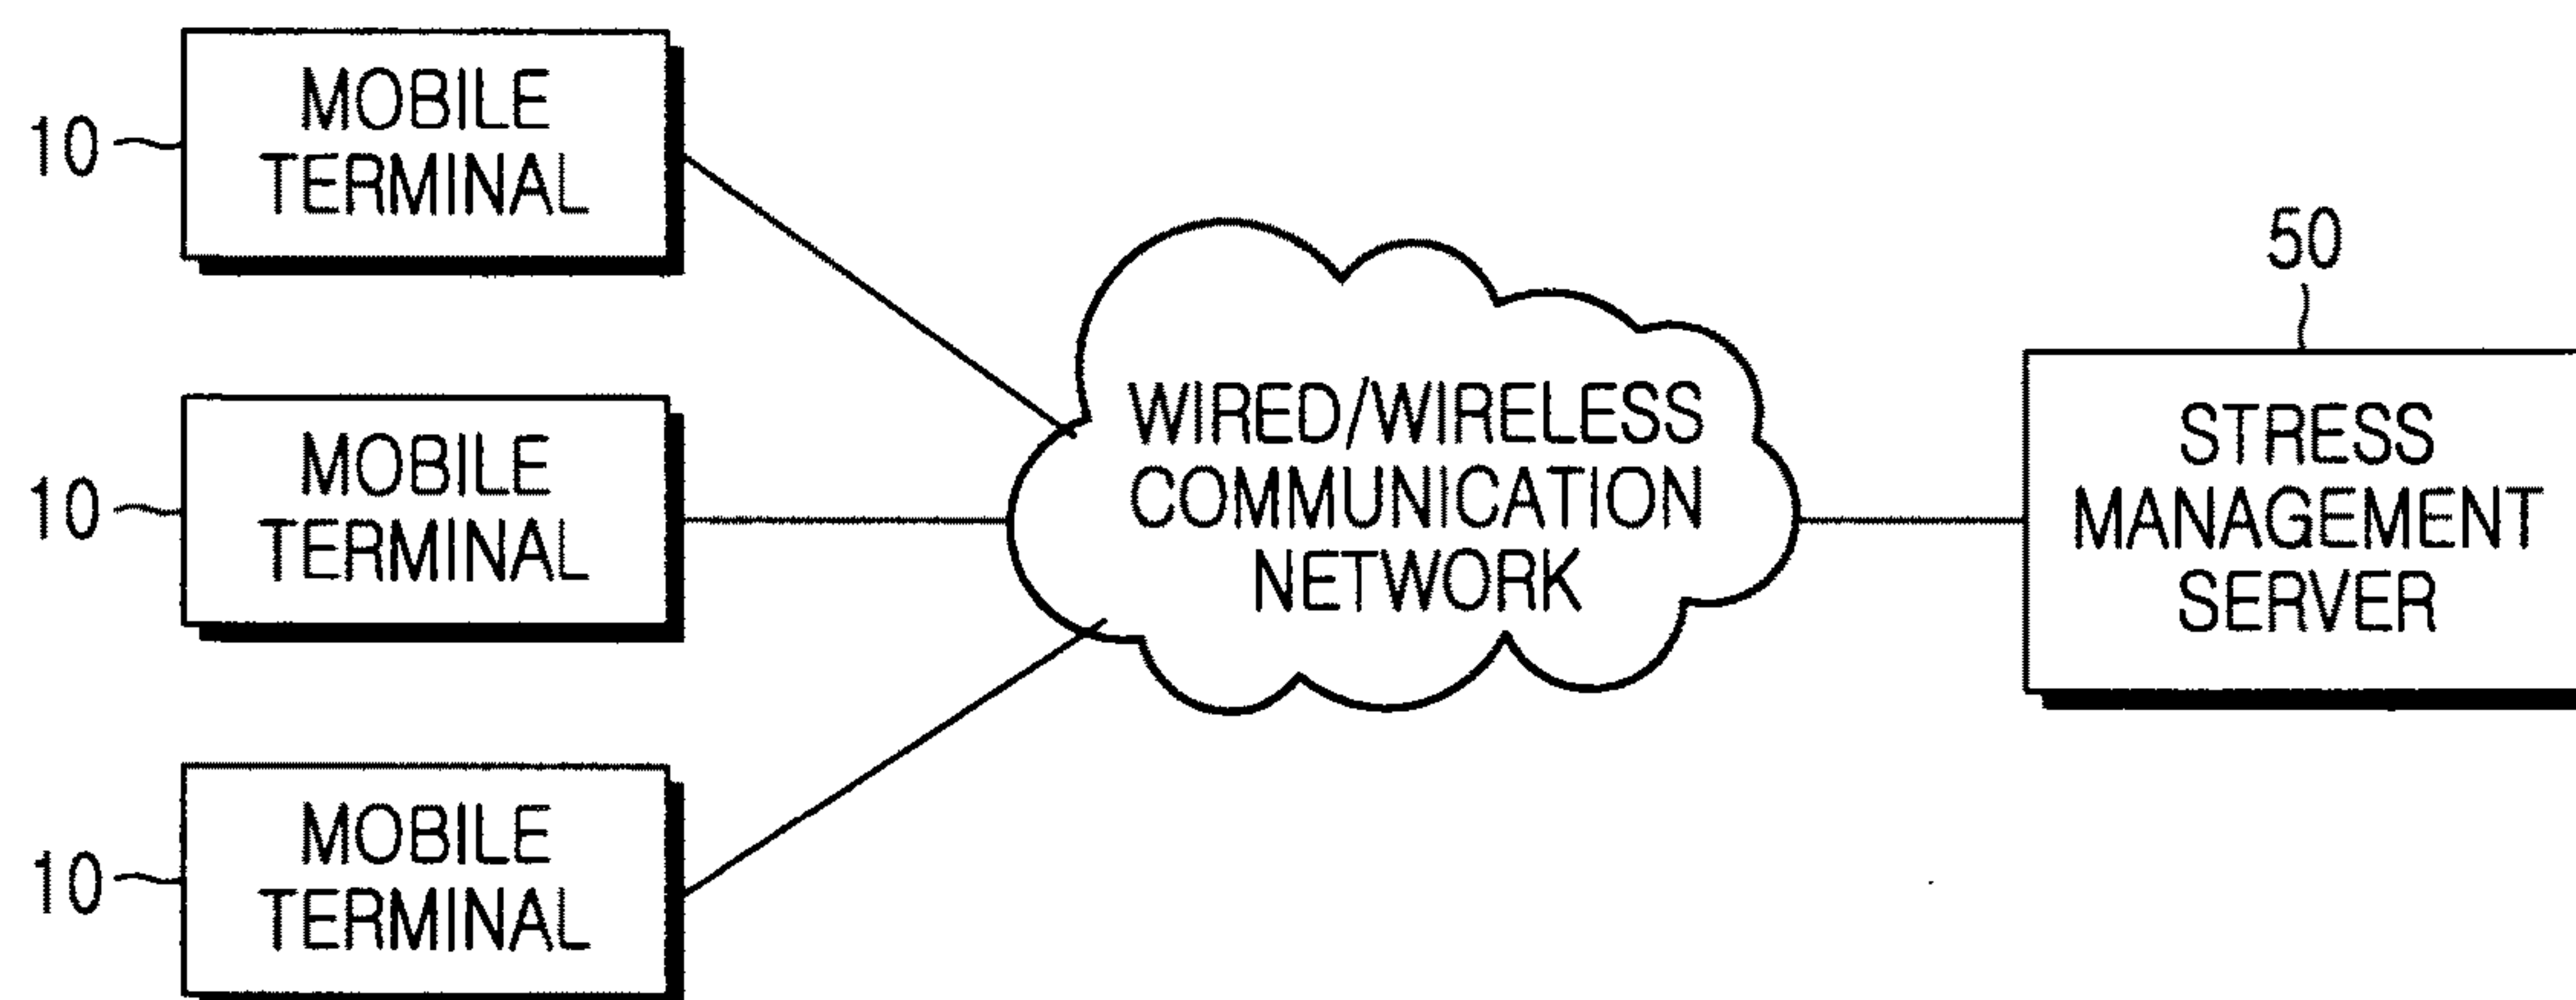 10
MOBILE
TERMINAL
10
MOBILE
TERMINAL
10
MOBILE
TERMINAL
WIRED/WIRELESS
COMMUNICATION
NETWORK
50
STRESS
MANAGEMENT
SERVER